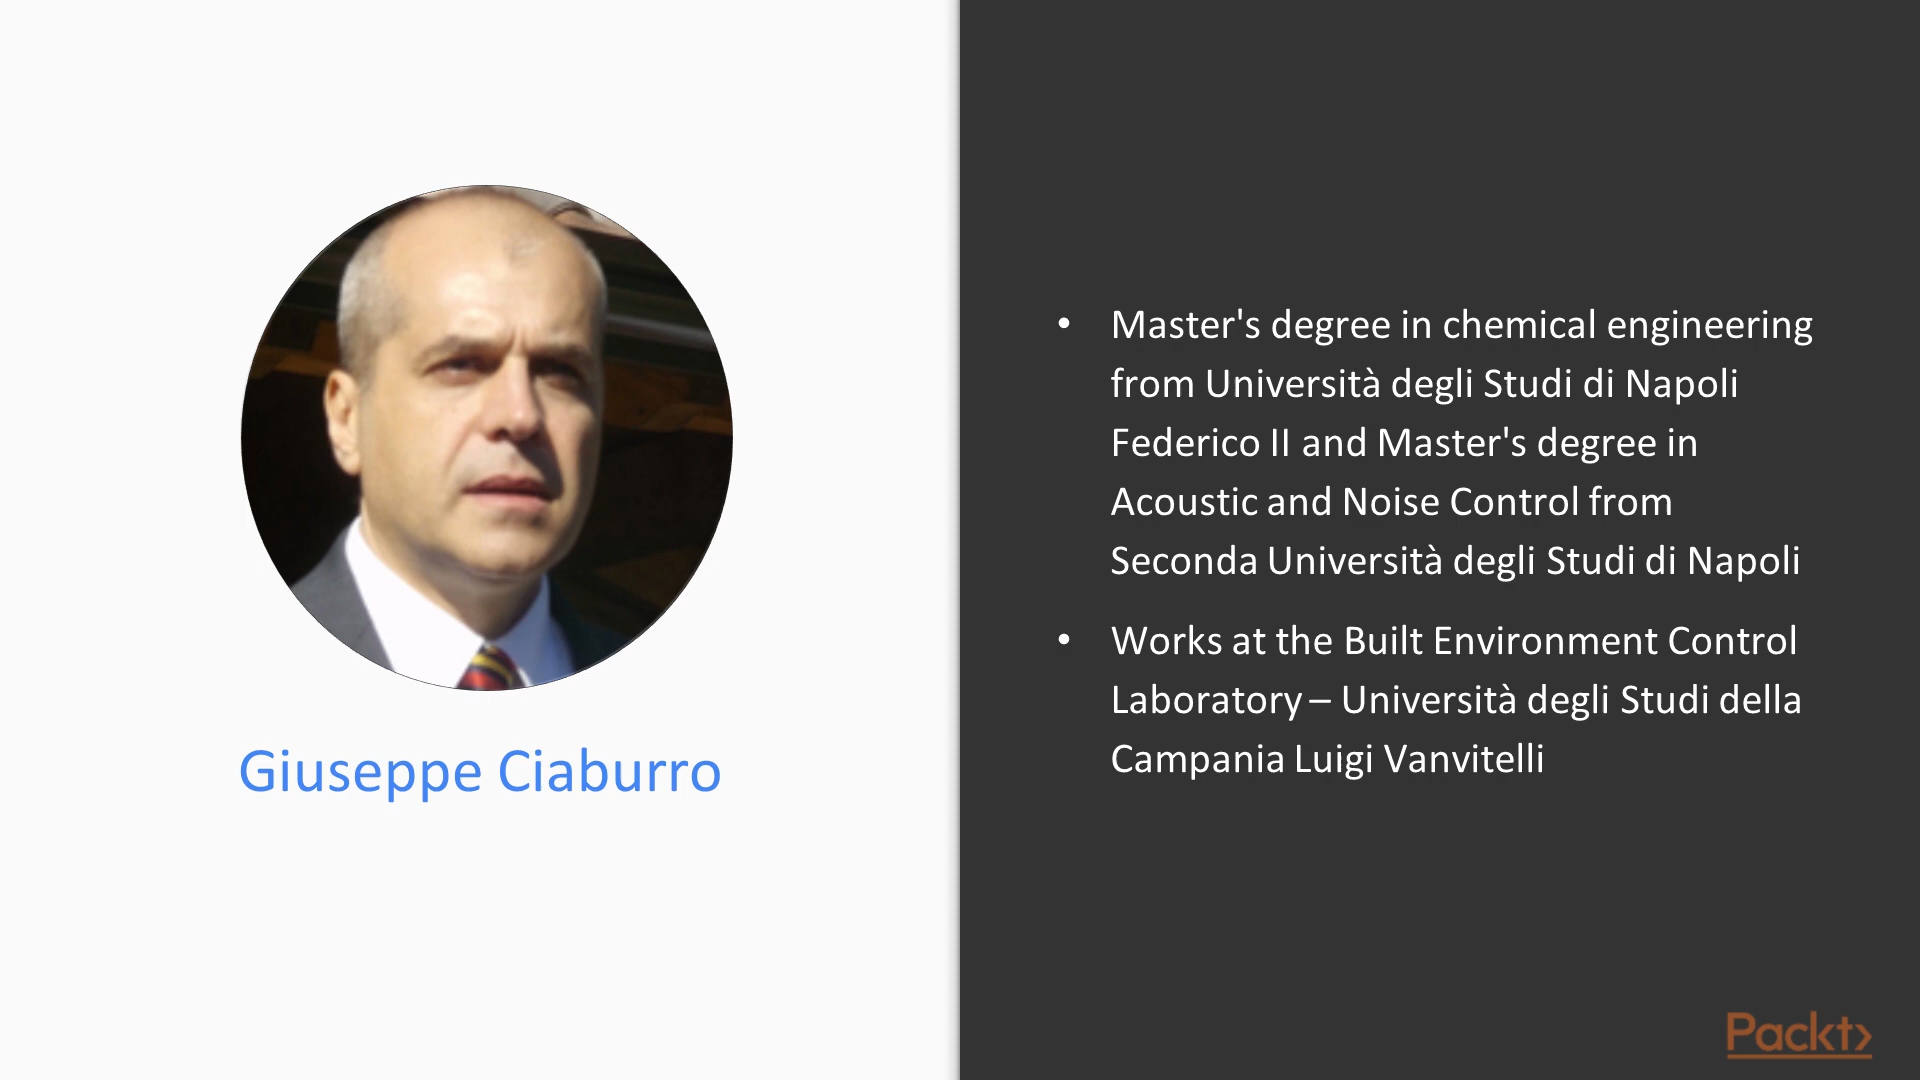 Giuseppe Ciaburro
• Master's degree in chemical engineering
from Università degli Studi di Napoli
Federico II and Master's degree in
Acoustic and Noise Control from
Seconda Università degli Studi di Napoli
• Works at the Built Environment Control
Laboratory – Università degli Studi della
Campania Luigi Vanvitelli
Packt>